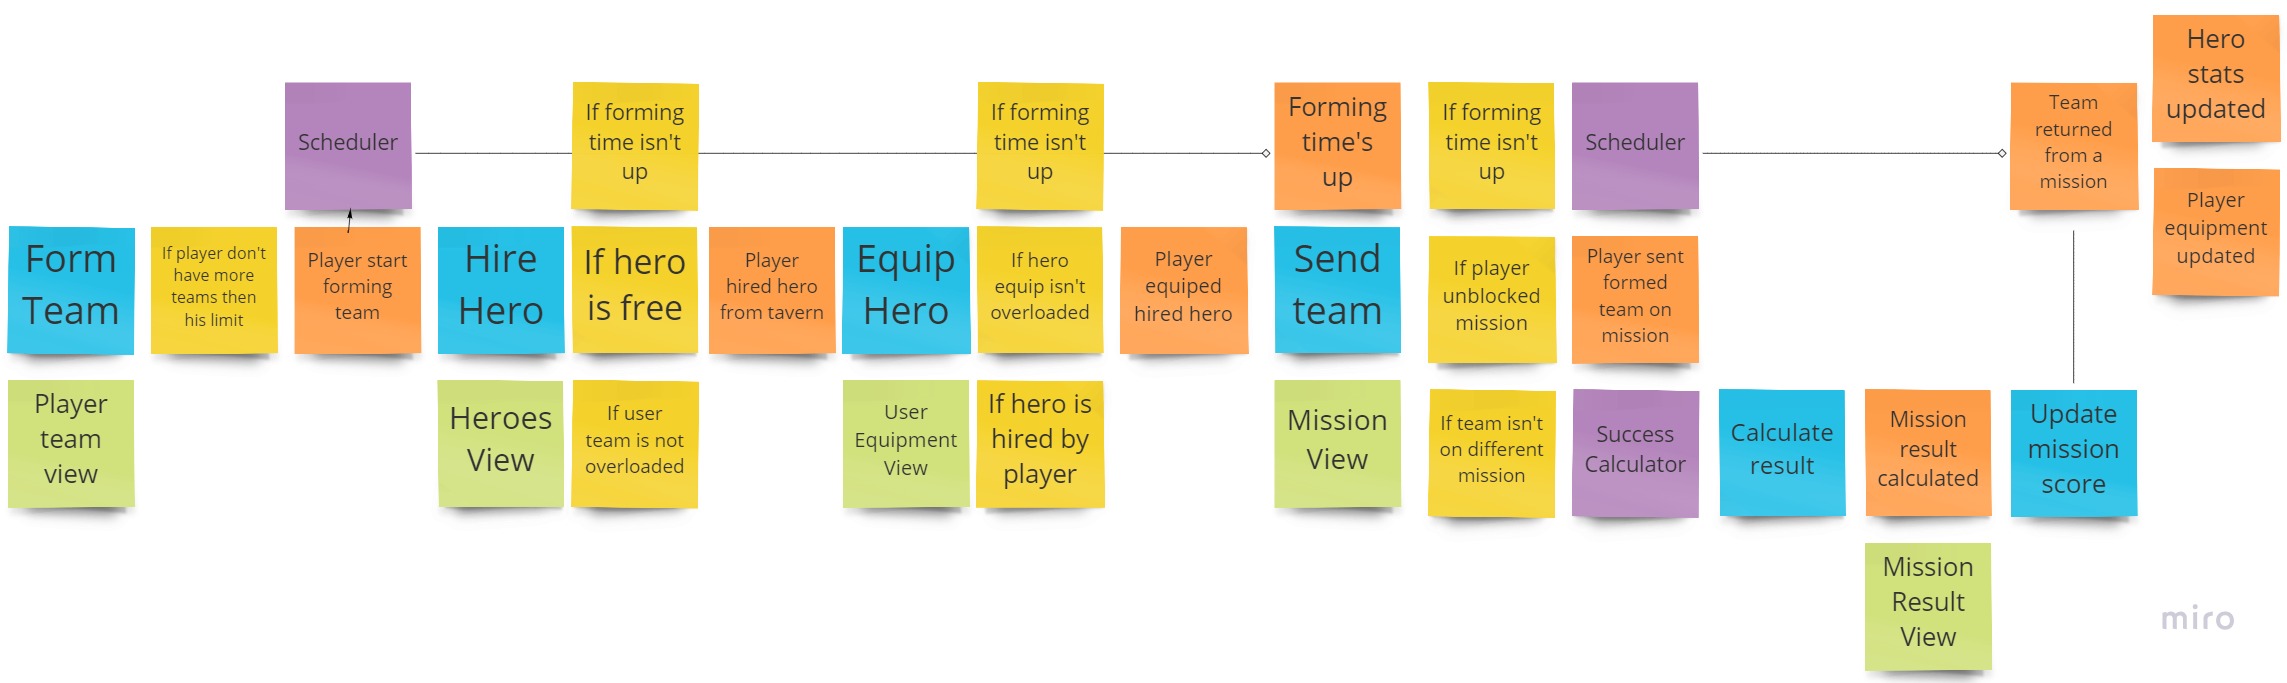 Hero
stats
updated
Scheduler
If forming
time isn't
up
If forming
time isn't
up
Forming
time's
up
If forming
time isn't
up
Scheduler
Team
returned
from a
mission
Player
equipment
updated
Form
Team
If player don't
have more
teams then
his limit
Player start
forming
team
Hire
Hero
If hero
is free
Player
hired hero
from tavern
Equip
Hero
If hero
equip isn't
overloaded
Player
equiped
hired hero
Send
team
If player
unblocked
mission
Player sent
formed
team on
mission
Player
team
view
Heroes
View
If user
team is not
overloaded
User
Equipment
View
If hero is
hired by
player
Mission
View
If team isn't
on different
mission
Success
Calculator
Calculate
result
Mission
result
calculated
Update
mission
score
Mission
Result
View
miro